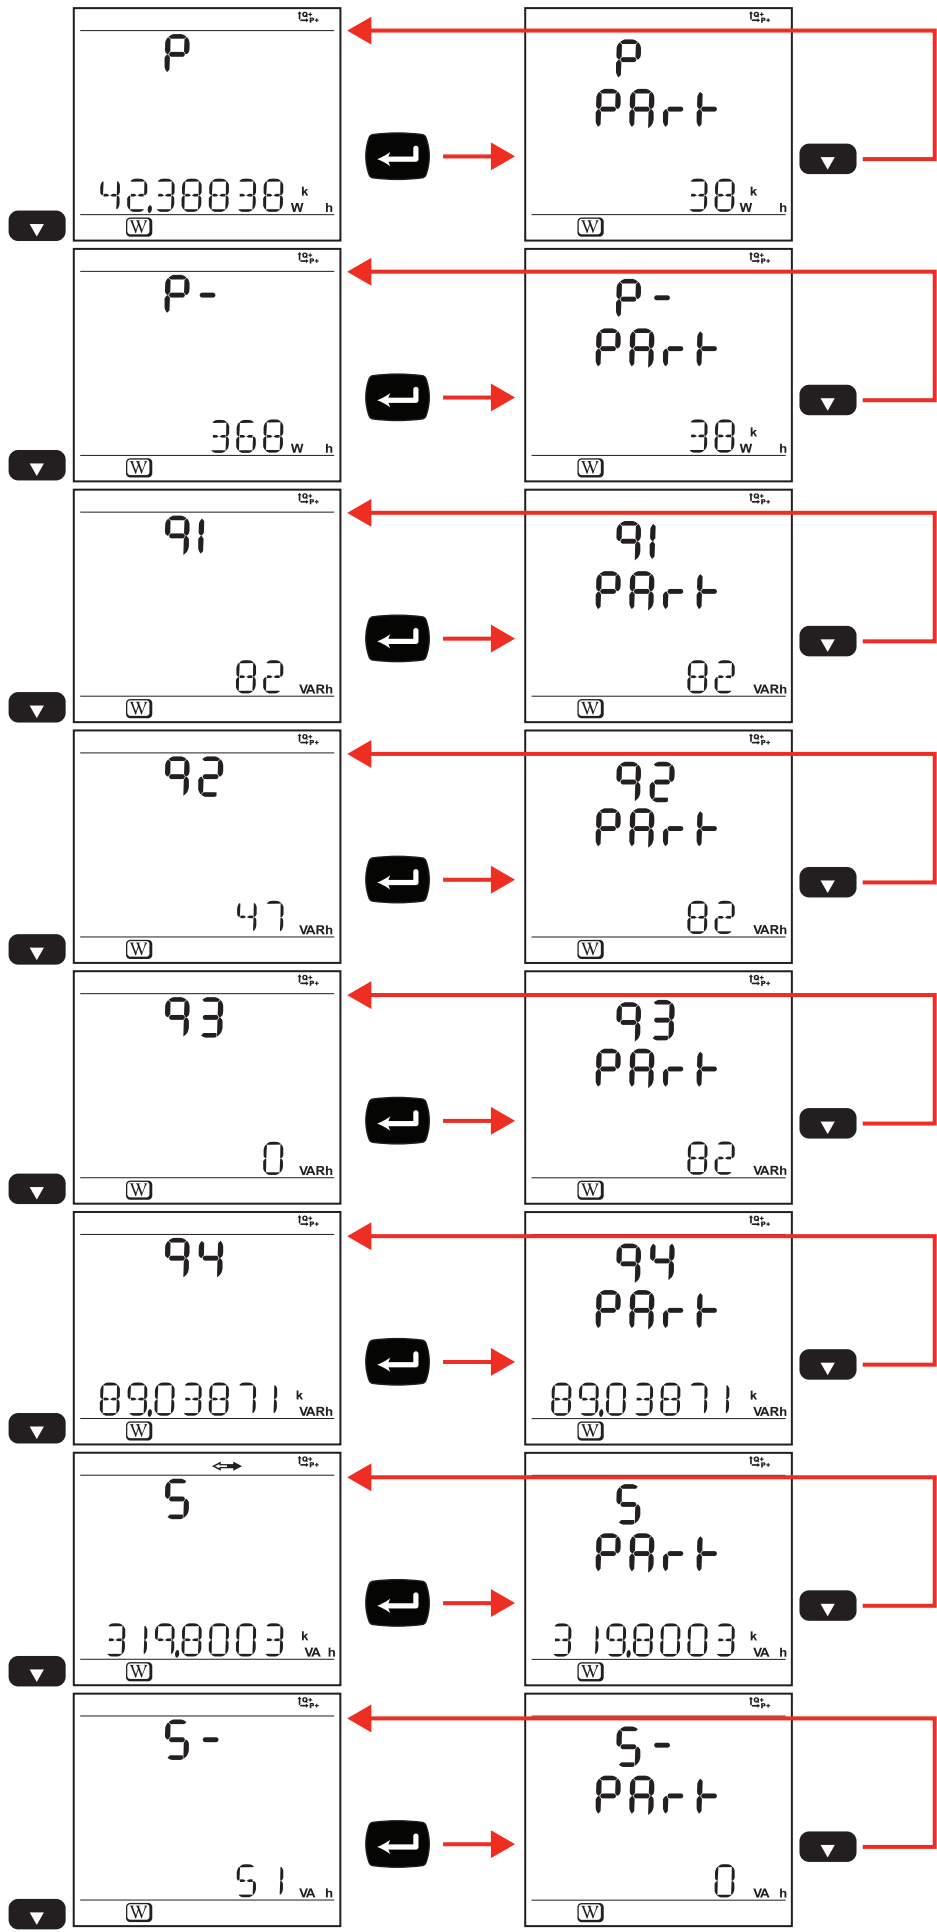 P
42.38838 k
W h
W
P
PArt
38 k
W h
W
P-
368 W h
W
P-
PArt
38 k
W h
W
q1
82 VARh
W
q1
PArt
82 VARh
W
q2
47 VARh
W
q2
PArt
82 VARh
W
q3
0 VARh
W
q3
PArt
82 VARh
W
q4
89.03871 k
VARh
W
q4
PArt
89.03871 k
VARh
W
S
319.8003 k
VA h
W
S
PArt
319.8003 k
VA h
W
S-
51 VA h
W
S-
PArt
0 VA h
W